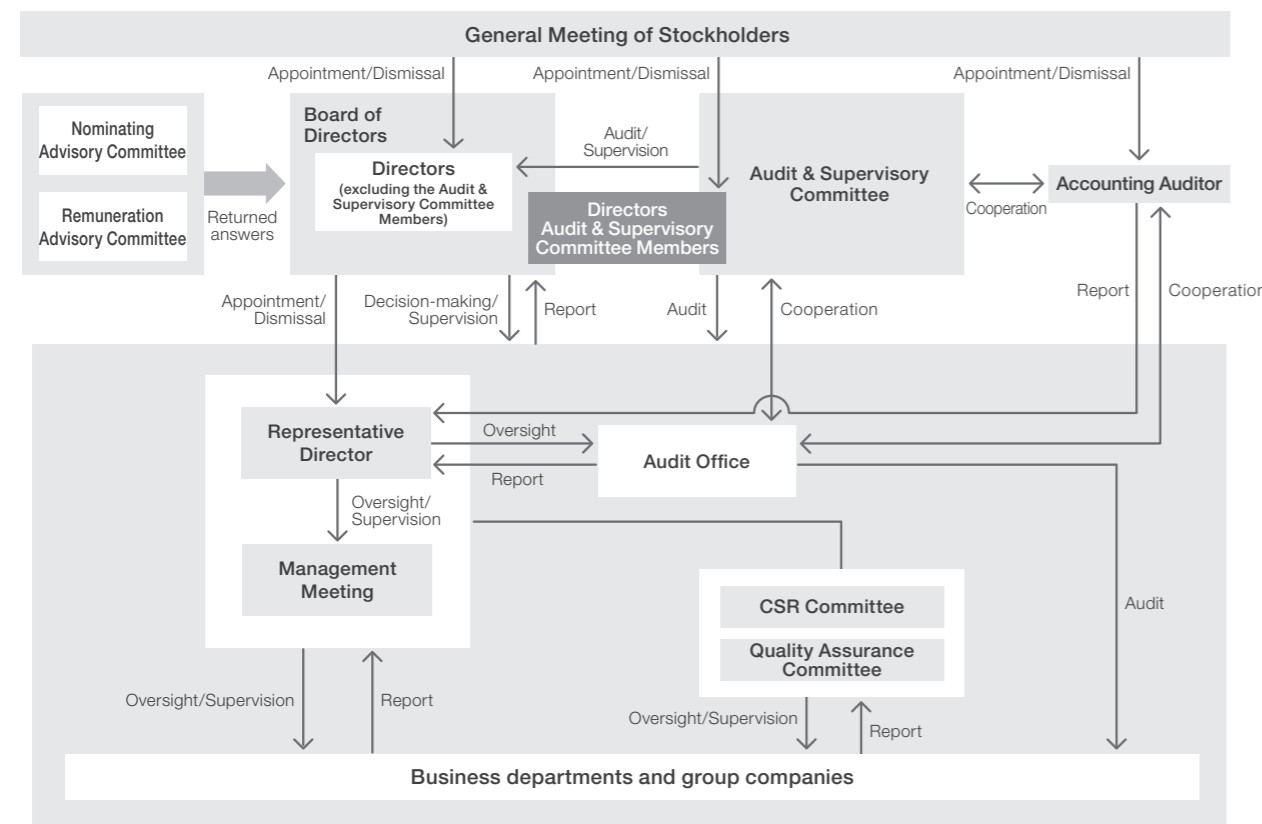 General Meeting of Stockholders
Appointment/Dismissal
Appointment/Dismissal
Appointment/Dismissal
Nominating
Advisory Committee
Remuneration
Advisory Committee
Returned
answers
Board of
Directors
Directors
(excluding the Audit &
Supervisory Committee
Members)
Audit/
Supervision
Directors
Audit & Supervisory
Committee Members
Audit & Supervisory
Committee
Cooperation
Accounting Auditor
Appointment/
Dismissal
Decision-making/
Supervision
Report
Audit
Cooperation
Report
Cooperation
Representative
Director
Oversight
Report
Audit Office
Oversight/
Supervision
Management
Meeting
CSR Committee
Quality Assurance
Committee
Audit
Oversight/Supervision
Report
Oversight/Supervision
Report
Business departments and group companies